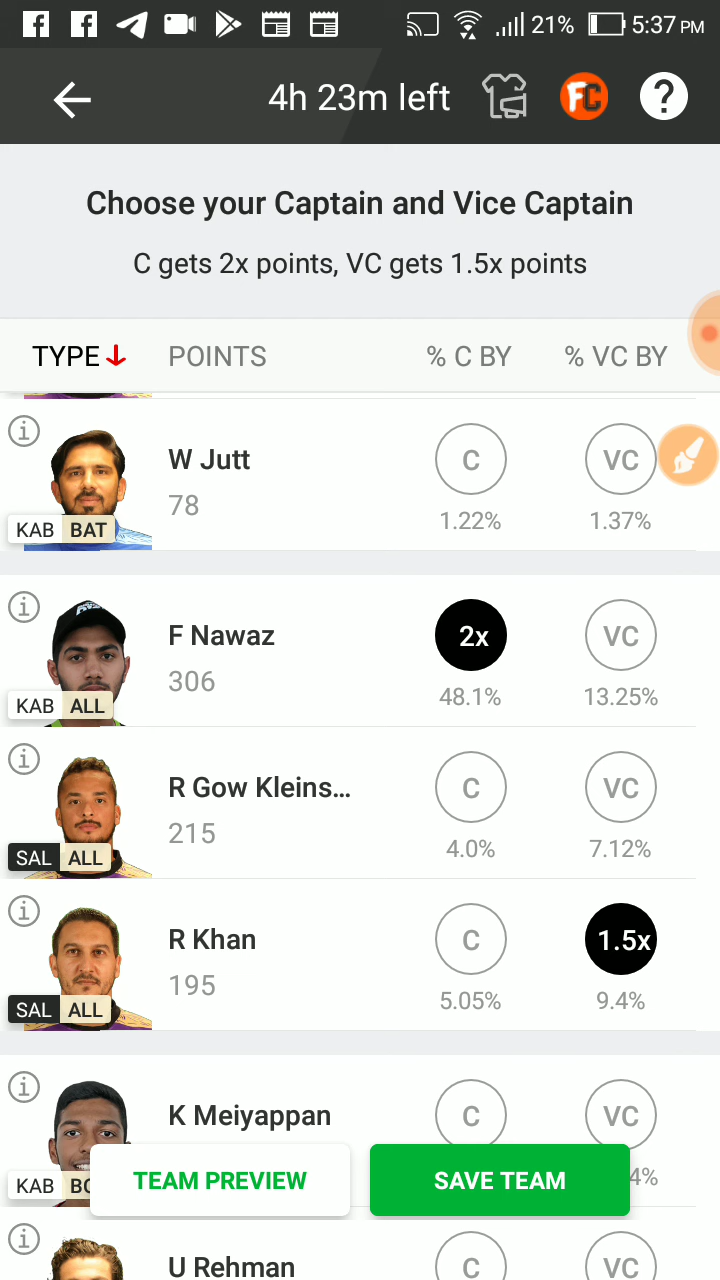 21% 5:37 PM
4h 23m left FC ?
Choose your Captain and Vice Captain
C gets 2x points, VC gets 1.5x points
TYPE POINTS % C BY % VC BY
W Jutt
78
KAB BAT
C
1.22%
VC
1.37%
F Nawaz
306
KAB ALL
2x
48.1%
VC
13.25%
R Gow Kleins...
215
SAL ALL
C
4.0%
VC
7.12%
R Khan
195
SAL ALL
C
5.05%
1.5x
9.4%
K Meiyappan
KAB
C
VC
4%
TEAM PREVIEW
SAVE TEAM
U Rehman
C
VC